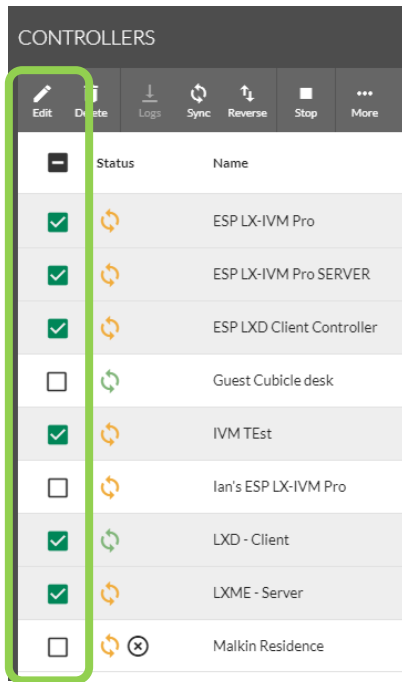 CONTROLLERS
Edit Delete Logs Sync Reverse Stop More
Status Name
ESP LX-IVM Pro
ESP LX-IVM Pro SERVER
ESP LXD Client Controller
Guest Cubicle desk
IVM TEst
Ian's ESP LX-IVM Pro
LXD - Client
LXME - Server
Malkin Residence